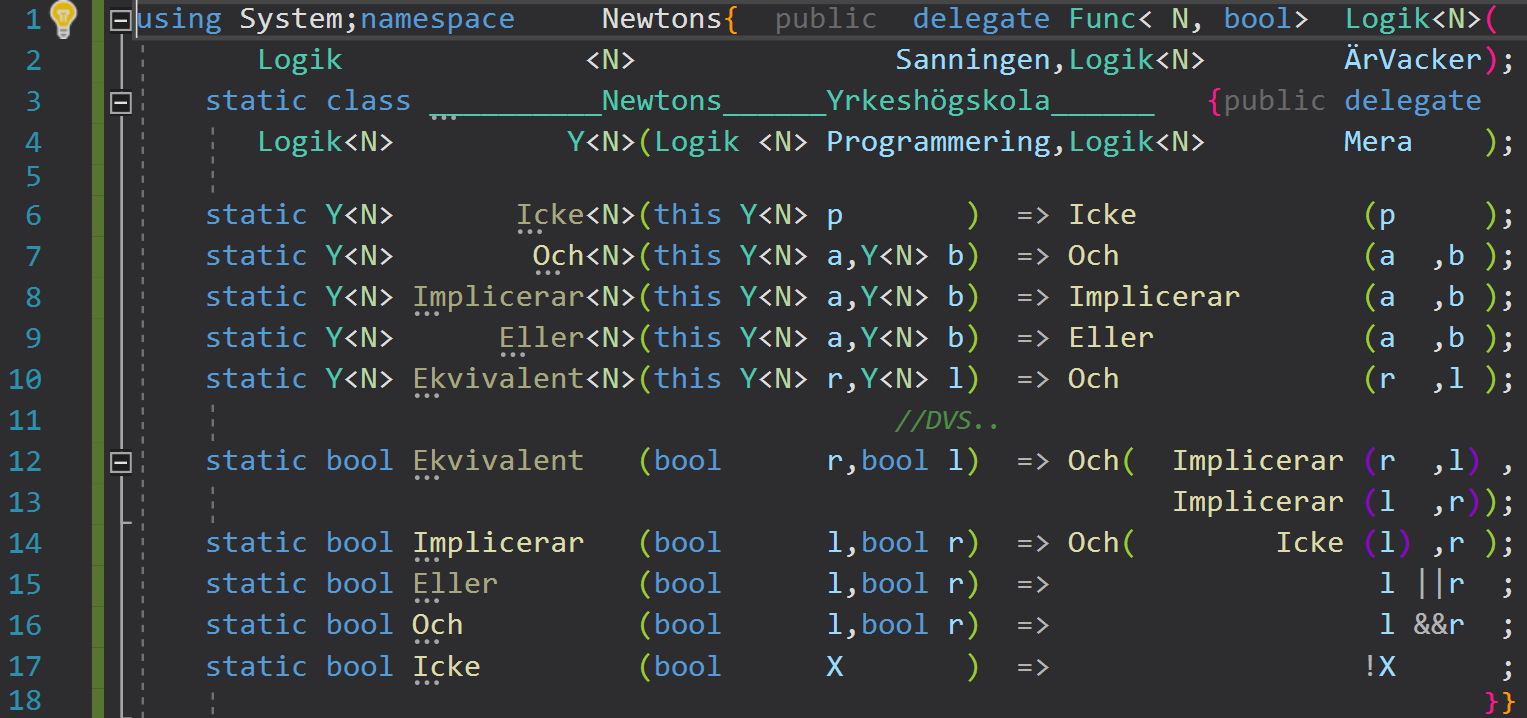 1 using System;namespace     Newtons{  public  delegate Func< N, bool>  Logik<N>(
2 Logik              <N>               Sanningen,Logik<N>        ÄrVacker);
3 static class __________Newtons______Yrkeshögskola______   {public delegate
4 Logik<N>          Y<N>(Logik <N> Programmering,Logik<N>        Mera    );
5
6 static Y<N>       Icke<N>(this Y<N> p       )  => Icke             (p     );
7 static Y<N>        Och<N>(this Y<N> a,Y<N> b)  => Och              (a  ,b );
8 static Y<N> Implicerar<N>(this Y<N> a,Y<N> b)  => Implicerar       (a  ,b );
9 static Y<N>      Eller<N>(this Y<N> a,Y<N> b)  => Eller            (a  ,b );
10 static Y<N> Ekvivalent<N>(this Y<N> r,Y<N> l)  => Och              (r  ,l );
11 //DVS..
12 static bool Ekvivalent   (bool      r,bool l)  => Och(  Implicerar (r  ,l) ,
13 Implicerar (l  ,r));
14 static bool Implicerar   (bool      l,bool r)  => Och(        Icke (l) ,r );
15 static bool Eller        (bool      l,bool r)  =>                   l ||r  ;
16 static bool Och          (bool      l,bool r)  =>                   l &&r  ;
17 static bool Icke         (bool      X       )  =>                  !X      ;
18 }}